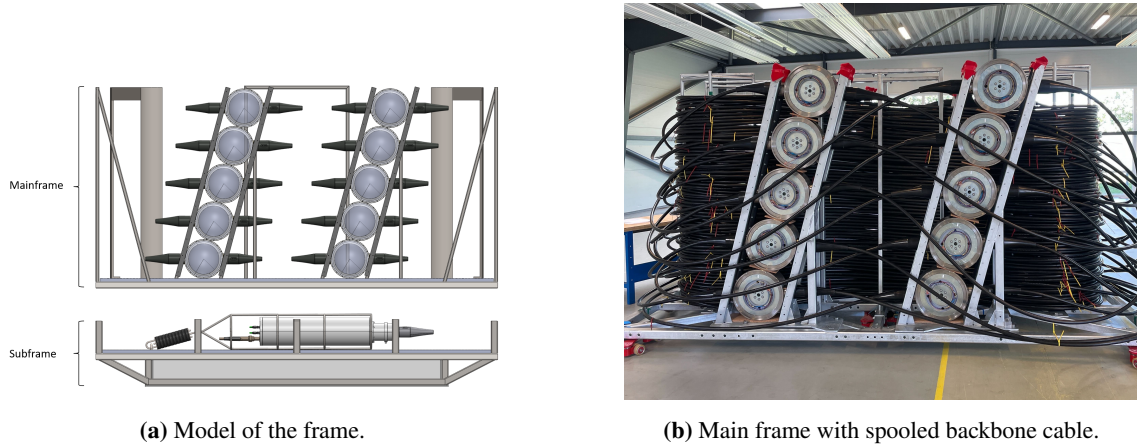 Mainframe
Subframe
(a) Model of the frame.
(b) Main frame with spooled backbone cable.